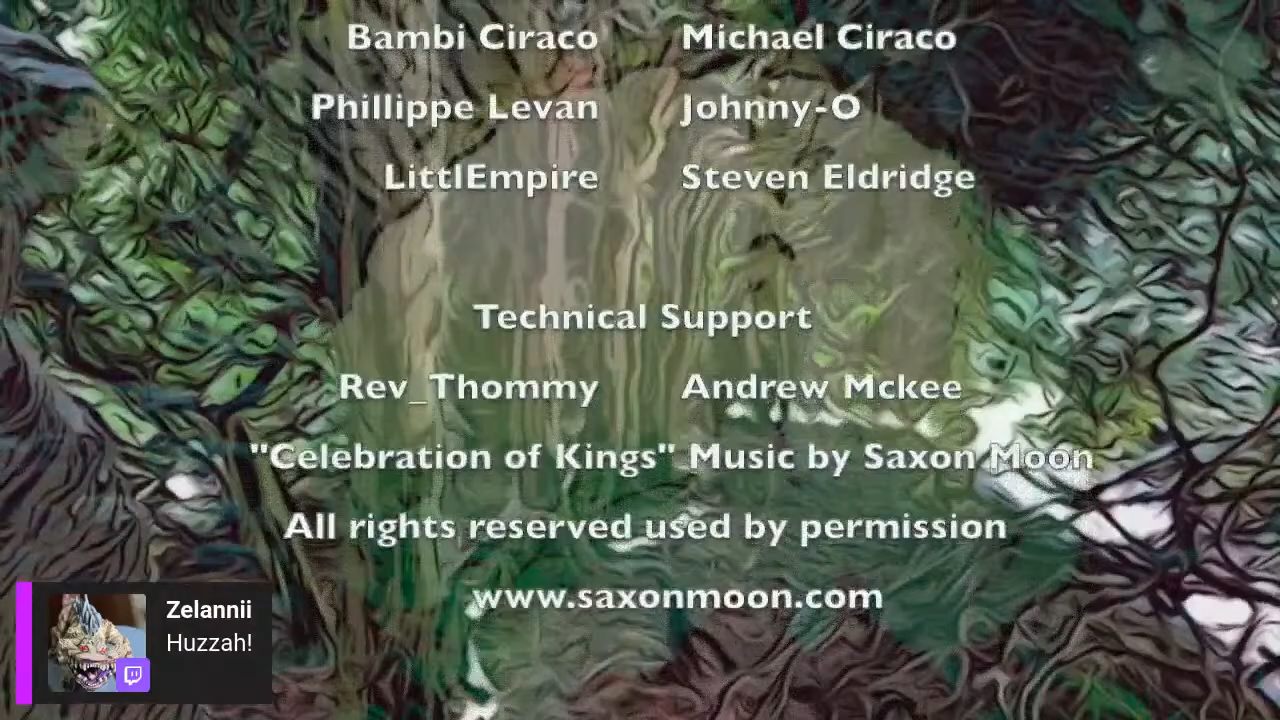 Bambi Ciraco Michael Ciraco
Phillippe Levan Johnny-O
LittlEmpire Steven Eldridge
Technical Support
Rev_Thommy Andrew Mckee
"Celebration of Kings" Music by Saxon Moon
All rights reserved used by permission
www.saxonmoon.com
Zelannii
Huzzah!